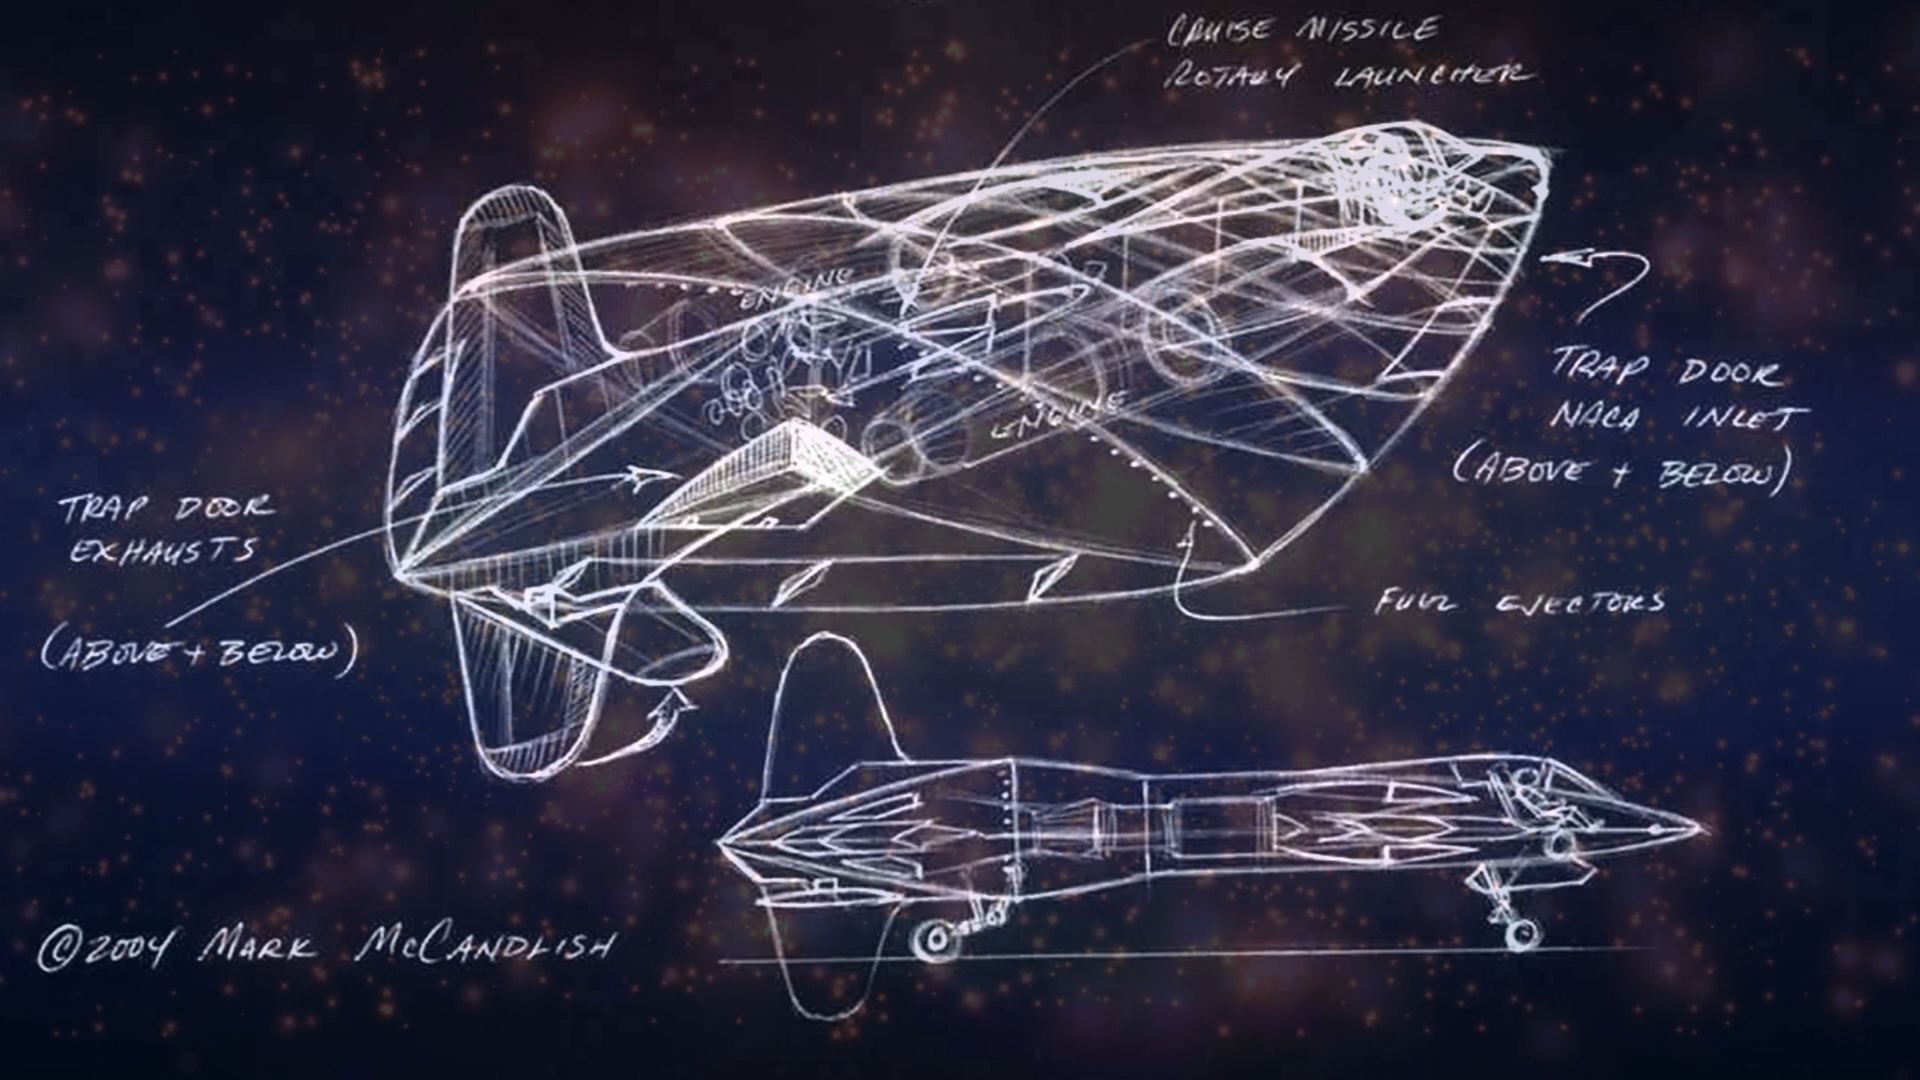 CRUISE MISSILE
ROTARY LAUNCHER
ENGINE
ENGINE
TRAP DOOR
NACA INLET
(ABOVE + BELOW)
TRAP DOOR
EXHAUSTS
(ABOVE + BELOW)
FUEL EJECTORS
©2004 MARK MCCANDLISH